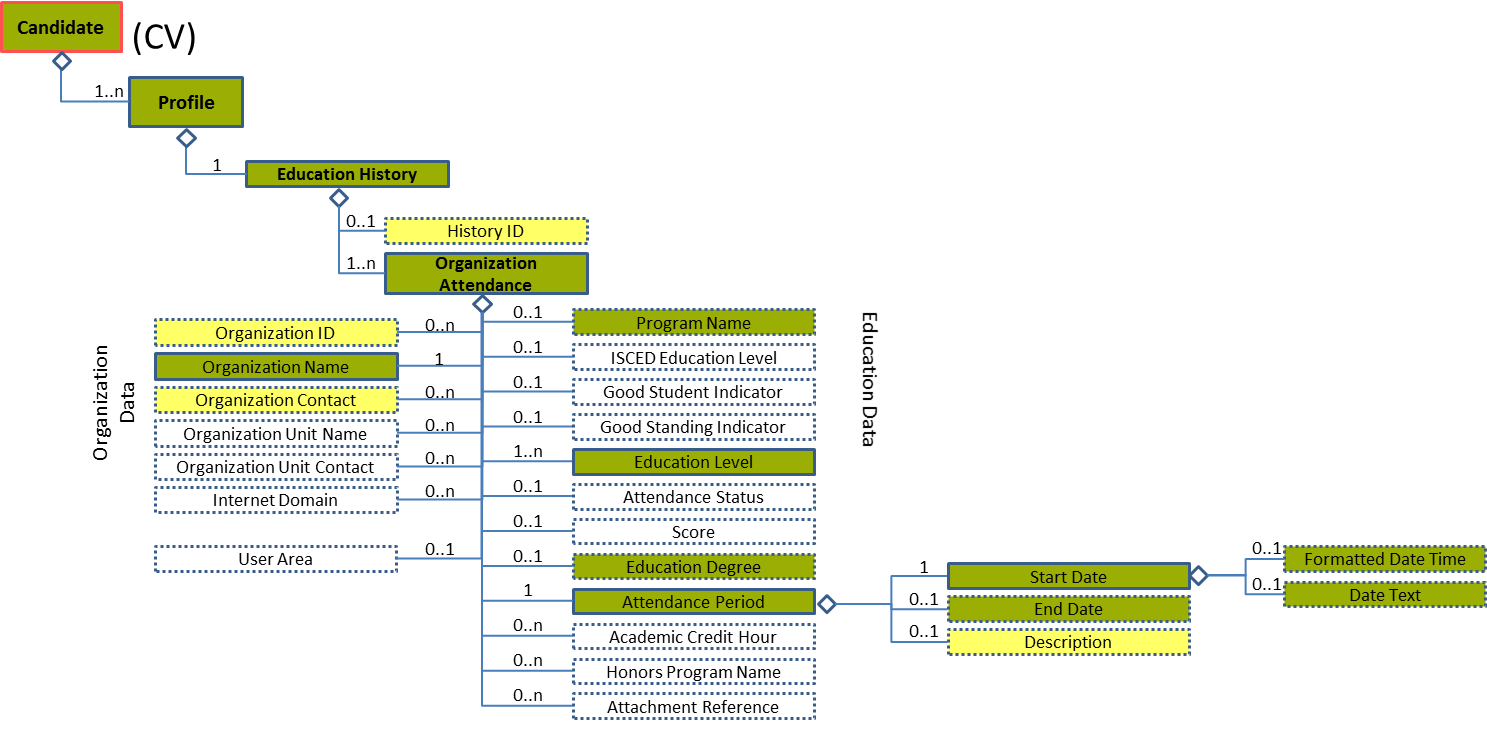 Candidate
(CV)
1..n
Profile
1
Education History
0..1
History ID
1..n
Organization
Attendance
Organization
Data
Organization ID
0..n
Organization Name
1
Organization Contact
0..n
Organization Unit Name
0..n
Organization Unit Contact
0..n
Internet Domain
0..n
User Area
0..1
0..1
Program Name
0..1
ISCED Education Level
0..1
Good Student Indicator
0..1
Good Standing Indicator
1..n
Education Level
0..1
Attendance Status
0..1
Score
0..1
Education Degree
1
Attendance Period
0..n
Academic Credit Hour
0..n
Honors Program Name
0..n
Attachment Reference
Education Data
1
Start Date
0..1
End Date
0..1
Description
0..1
Formatted Date Time
0..1
Date Text